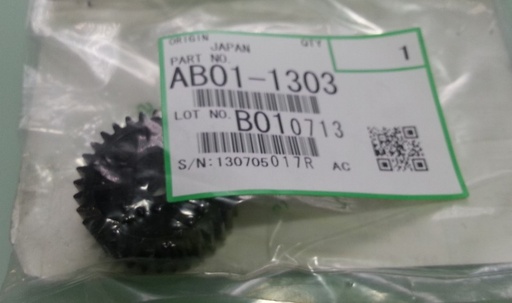 ORIGIN JAPAN QTY 1
PART NO.
AB01-1303
LOT NO. B010713
S/N:130705017R AC